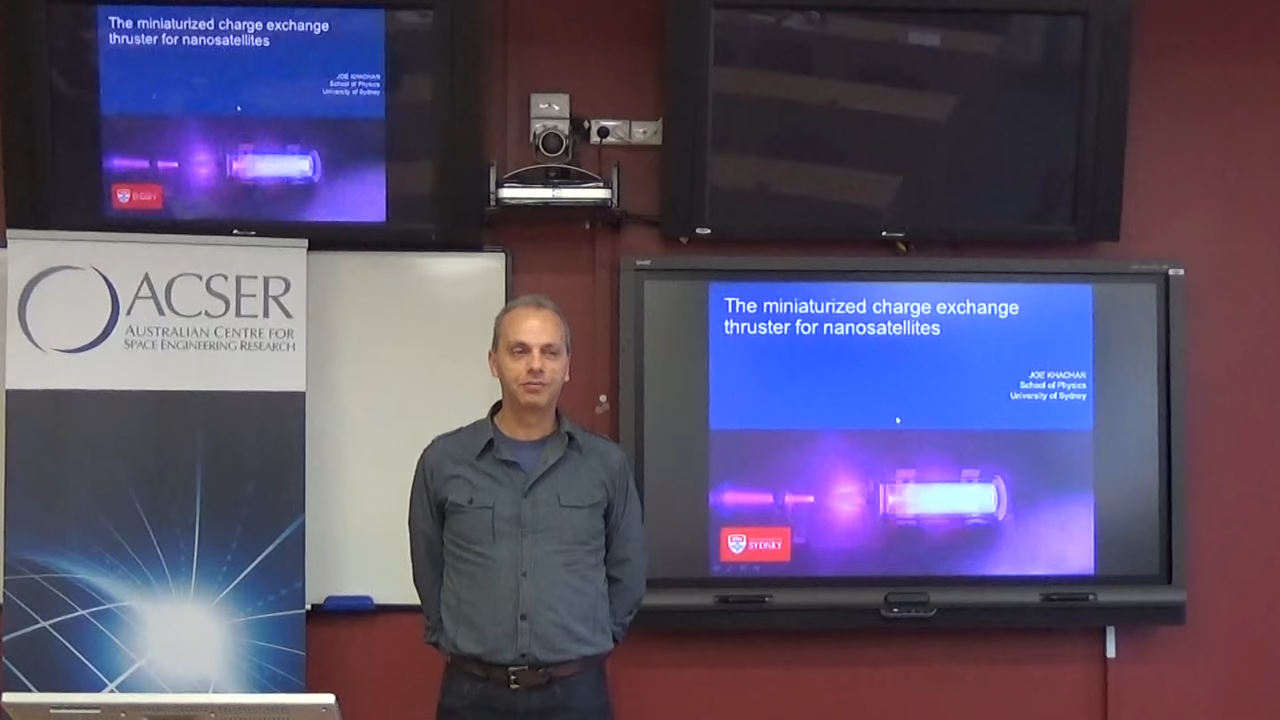 The miniaturized charge exchange
thruster for nanosatellites
JOE KHACHAN
School of Physics
University of Sydney
SYDNEY
ACSER
AUSTRALIAN CENTRE FOR
SPACE ENGINEERING RESEARCH
The miniaturized charge exchange
thruster for nanosatellites
JOE KHACHAN
School of Physics
University of Sydney
SYDNEY